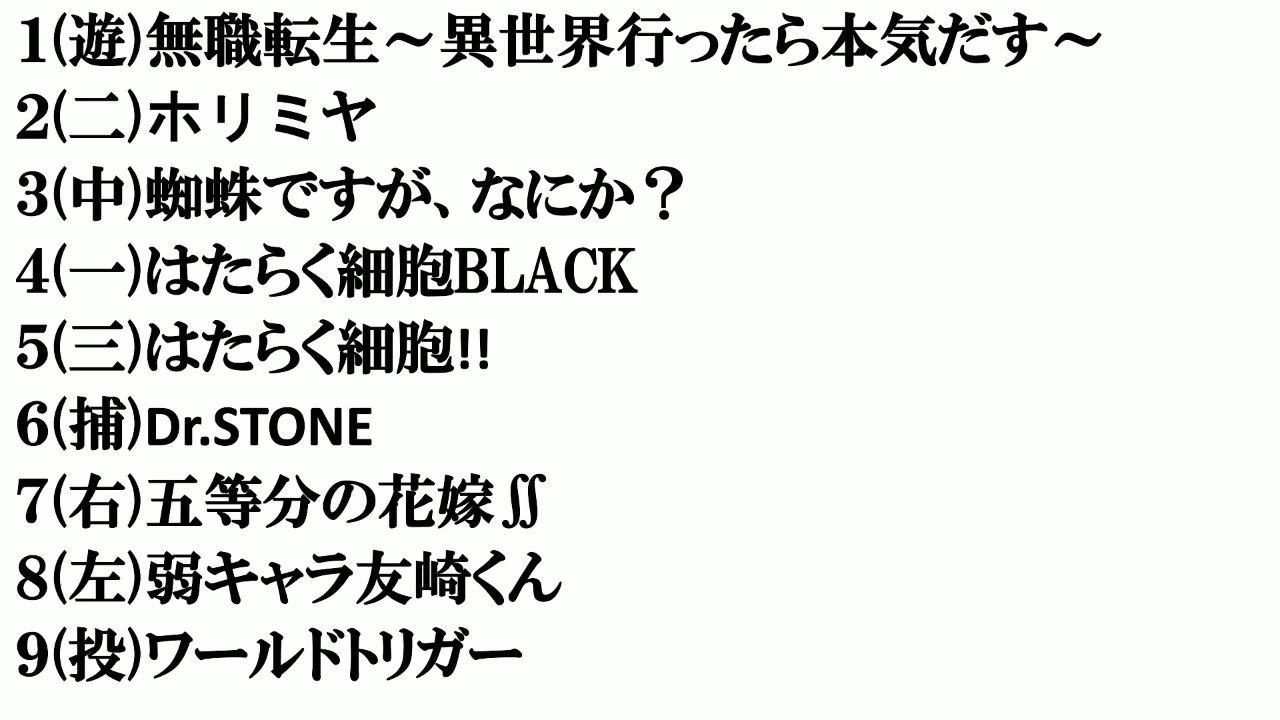 1(遊)無職転生～異世界行ったら本気だす～
2(二)ホリミヤ
3(中)蜘蛛ですが、なにか？
4(一)はたらく細胞BLACK
5(三)はたらく細胞!!
6(捕)Dr.STONE
7(右)五等分の花嫁∬
8(左)弱キャラ友崎くん
9(投)ワールドトリガー